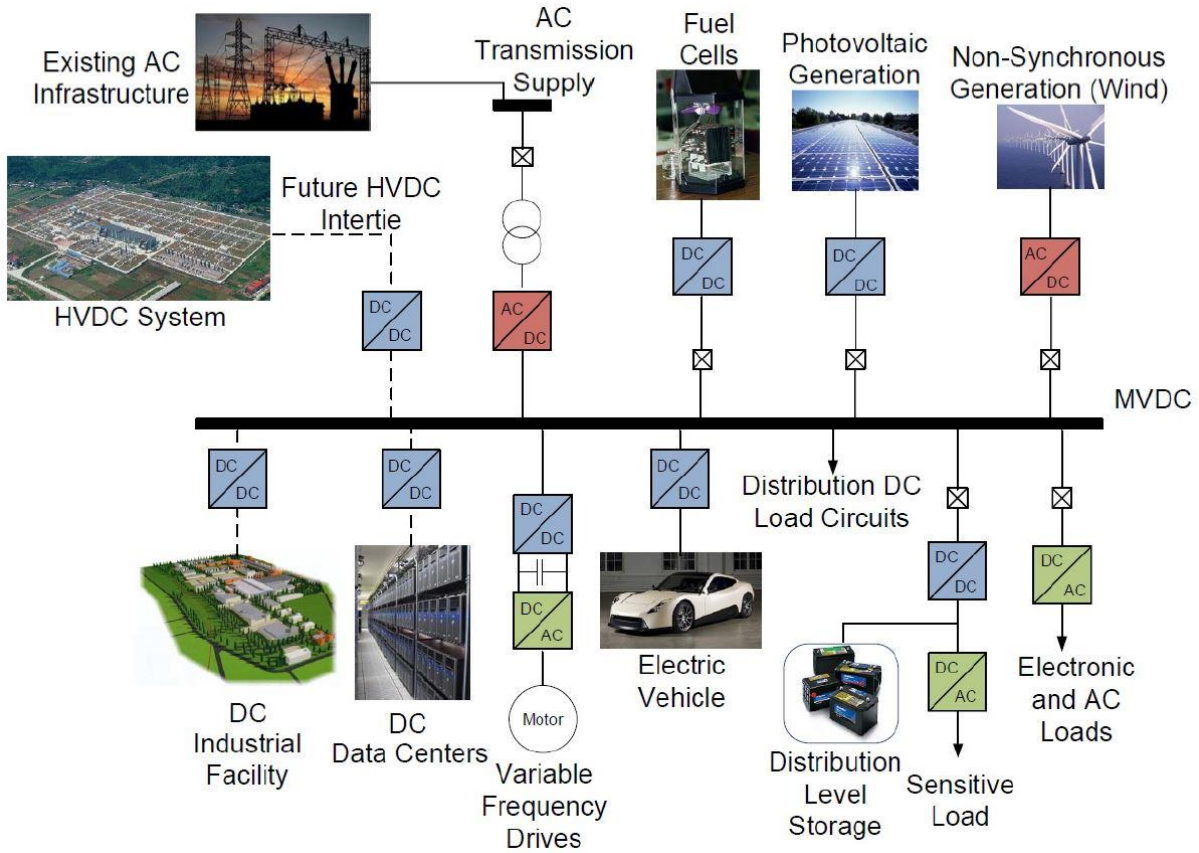 Existing AC
Infrastructure
AC
Transmission
Supply
Fuel
Cells
Photovoltaic
Generation
Non-Synchronous
Generation (Wind)
Future HVDC
Intertie
HVDC System
DC
DC
AC
DC
DC
DC
DC
DC
AC
DC
MVDC
DC
DC
DC
DC
DC
DC
DC
AC
Motor
DC
DC
Distribution DC
Load Circuits
DC
DC
DC
AC
DC
AC
DC
Industrial
Facility
DC
Data Centers
Variable
Frequency
Drives
Electric
Vehicle
Distribution
Level
Storage
Sensitive
Load
Electronic
and AC
Loads